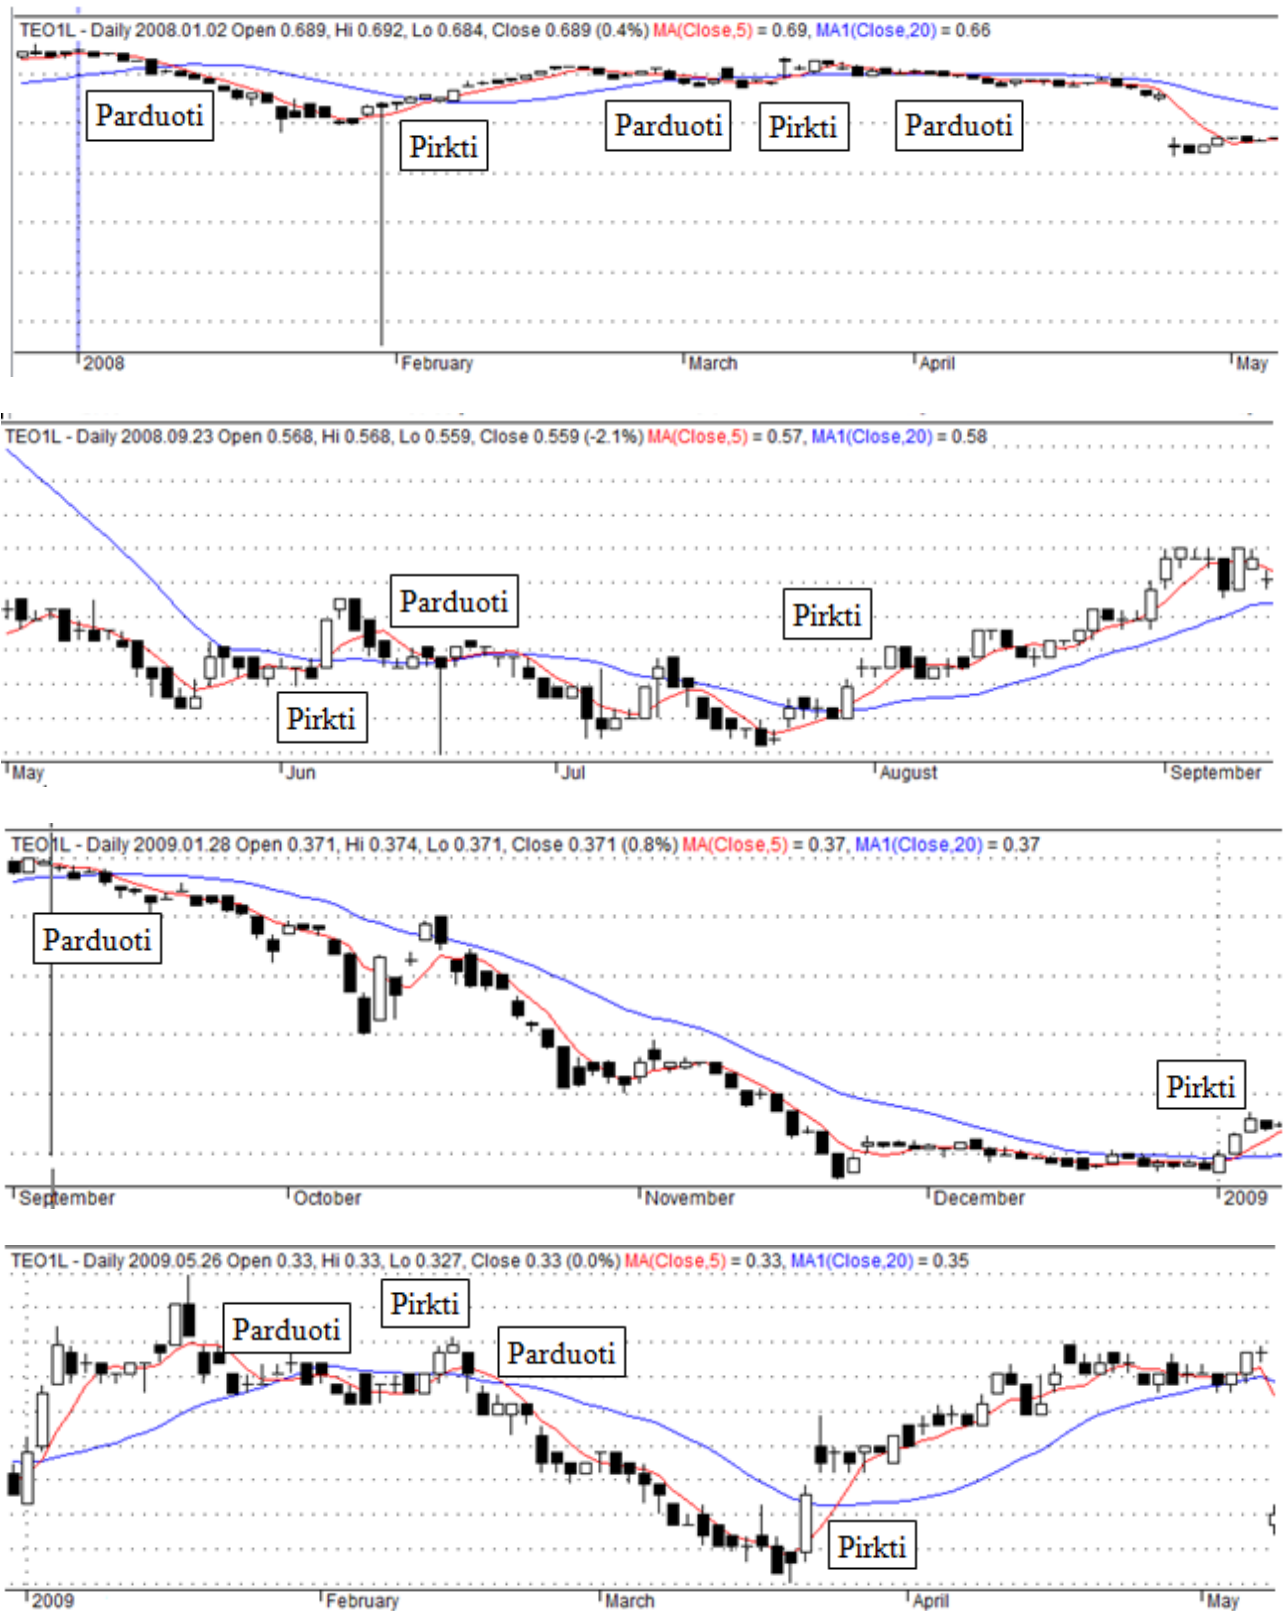 TEO1L - Daily 2008.01.02 Open 0.689, Hi 0.692, Lo 0.684, Close 0.689 (0.4%) MA(Close,5) = 0.69, MA1(Close,20) = 0.66
Parduoti
Pirkti
Parduoti
Pirkti
Parduoti
2008 February March April May
TEO1L - Daily 2008.09.23 Open 0.568, Hi 0.568, Lo 0.559, Close 0.559 (-2.1%) MA(Close,5) = 0.57, MA1(Close,20) = 0.58
Parduoti
Pirkti
Pirkti
May Jun Jul August September
TEO1L - Daily 2009.01.28 Open 0.371, Hi 0.374, Lo 0.371, Close 0.371 (0.8%) MA(Close,5) = 0.37, MA1(Close,20) = 0.37
Parduoti
Pirkti
September October November December 2009
TEO1L - Daily 2009.05.26 Open 0.33, Hi 0.33, Lo 0.327, Close 0.33 (0.0%) MA(Close,5) = 0.33, MA1(Close,20) = 0.35
Parduoti
Pirkti
Parduoti
Pirkti
2009 February March April May